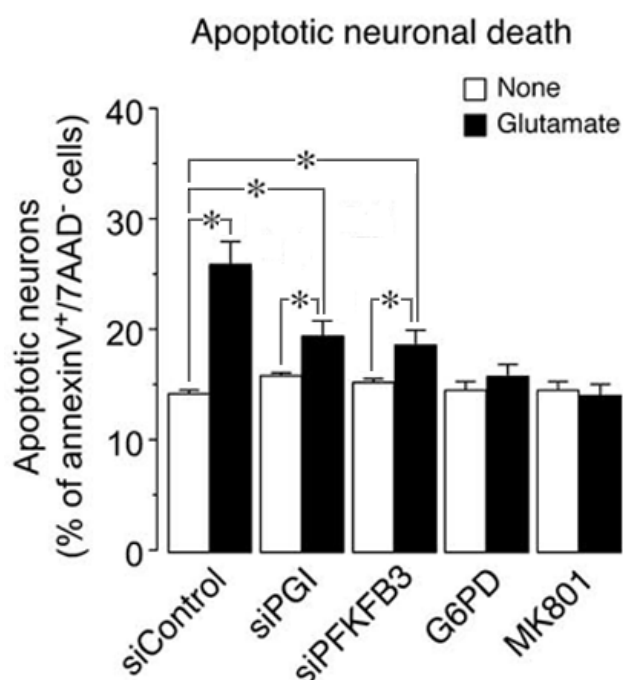 Apoptotic neuronal death
None
Glutamate
Apoptotic neurons
(% of annexinV⁺/7AAD⁻ cells)
40
30
20
10
0
*
*
*
*
*
siControl
siPGI
siPFKFB3
G6PD
MK801